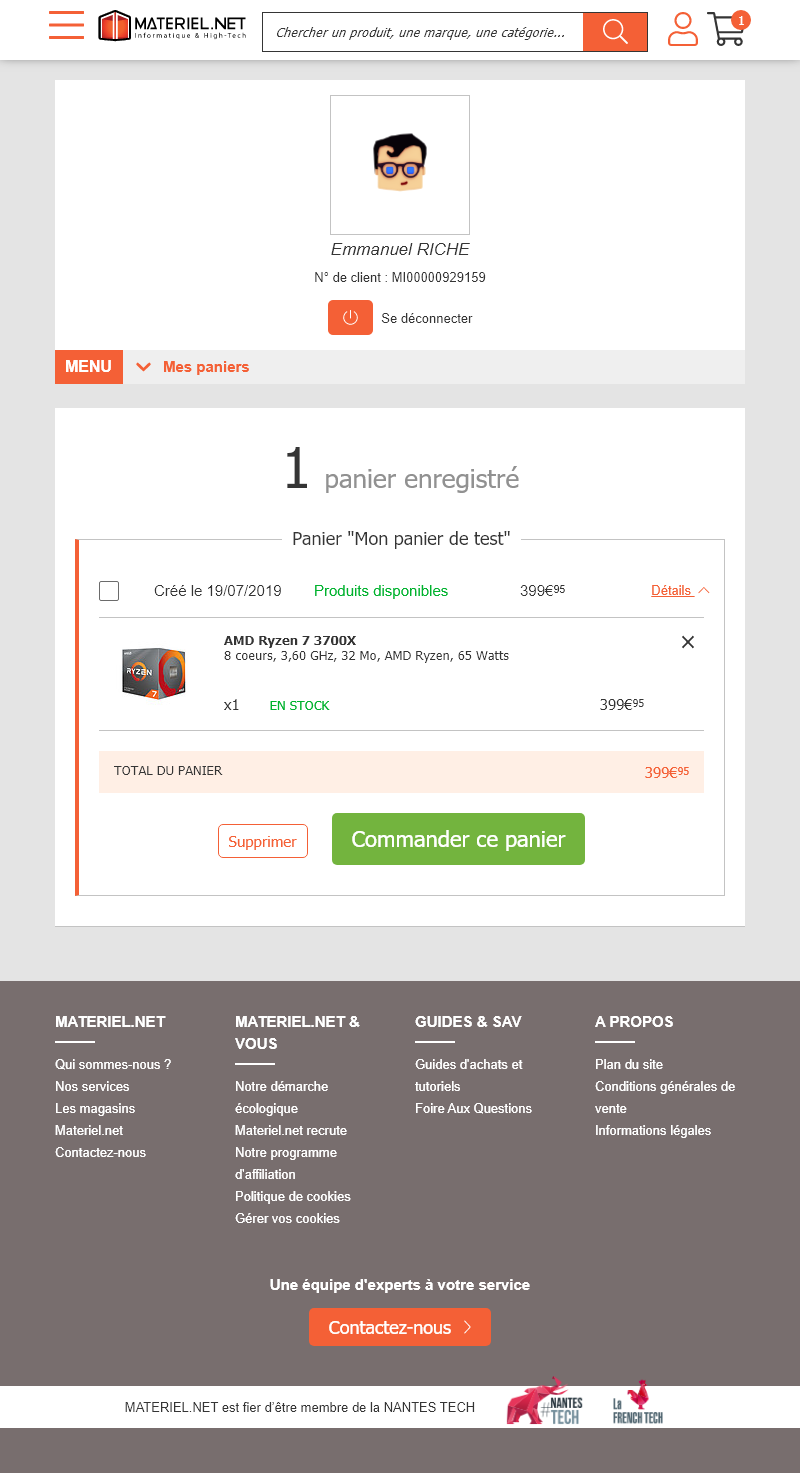 MATERIEL.NET
Informatique & High-Tech
Chercher un produit, une marque, une catégorie...
1
Emmanuel RICHE
N° de client : MI00000929159
Se déconnecter
MENU
Mes paniers
1 panier enregistré
Panier "Mon panier de test"
Créé le 19/07/2019 Produits disponibles 399€95 Détails
AMD Ryzen 7 3700X
8 coeurs, 3,60 GHz, 32 Mo, AMD Ryzen, 65 Watts
RYZEN
7
x1 EN STOCK 399€95
TOTAL DU PANIER 399€95
Supprimer
Commander ce panier
MATERIEL.NET
Qui sommes-nous ?
Nos services
Les magasins
Materiel.net
Contactez-nous
MATERIEL.NET &
VOUS
Notre démarche
écologique
Materiel.net recrute
Notre programme
d'affiliation
Politique de cookies
Gérer vos cookies
GUIDES & SAV
Guides d'achats et
tutoriels
Foire Aux Questions
A PROPOS
Plan du site
Conditions générales de
vente
Informations légales
Une équipe d'experts à votre service
Contactez-nous
MATERIEL.NET est fier d'être membre de la NANTES TECH
#NANTES
TECH
La
FRENCH TECH